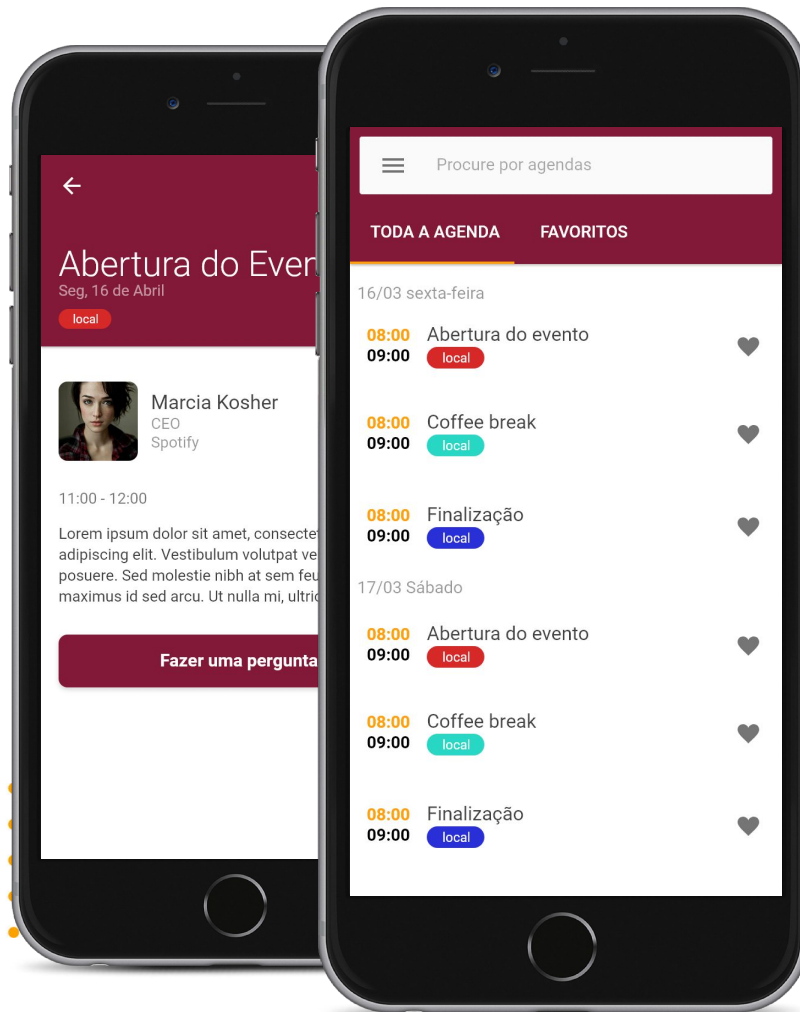 Abertura do Even
Seg, 16 de Abril
local
Marcia Kosher
CEO
Spotify
11:00 - 12:00
Lorem ipsum dolor sit amet, consectet
adipiscing elit. Vestibulum volutpat ve
posuere. Sed molestie nibh at sem feu
maximus id sed arcu. Ut nulla mi, ultric
Fazer uma pergunta
Procure por agendas
TODA A AGENDA FAVORITOS
16/03 sexta-feira
08:00 Abertura do evento
09:00 local
08:00 Coffee break
09:00 local
08:00 Finalização
09:00 local
17/03 Sábado
08:00 Abertura do evento
09:00 local
08:00 Coffee break
09:00 local
08:00 Finalização
09:00 local